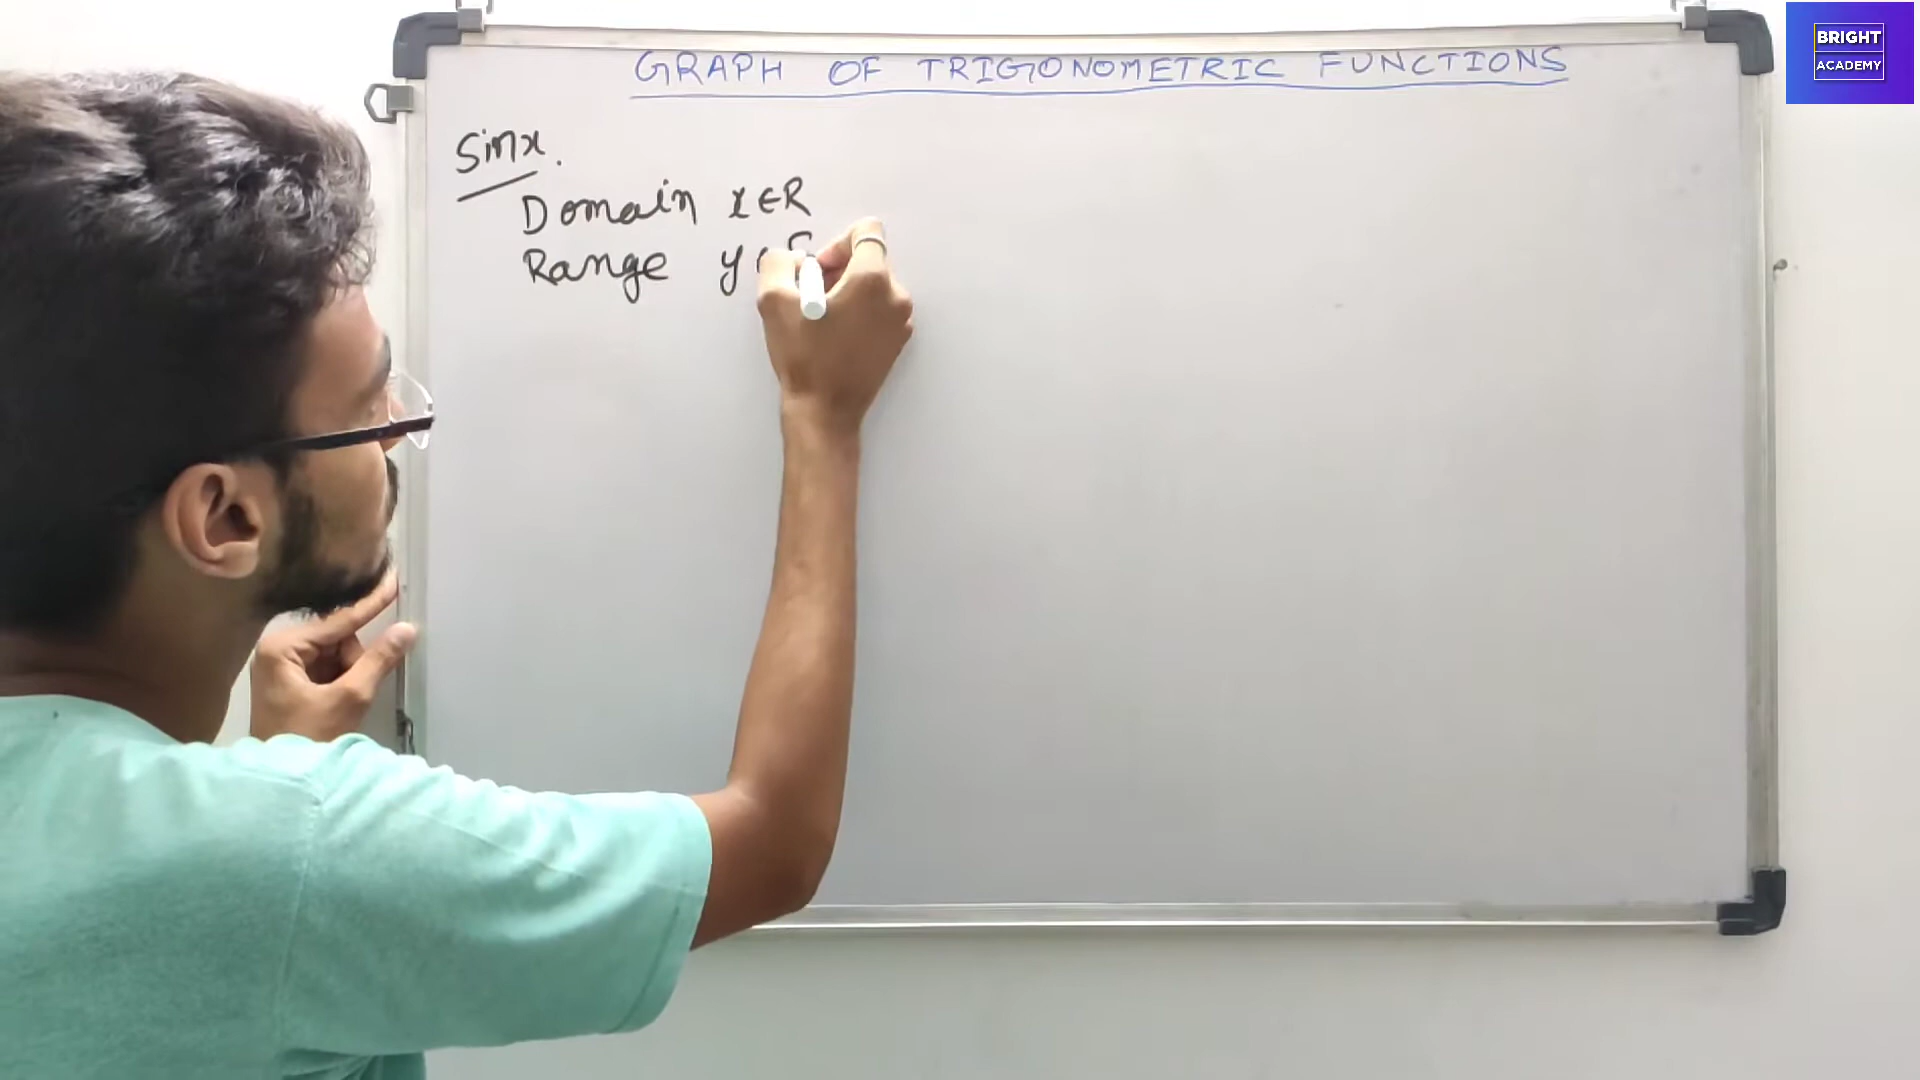 BRIGHT
ACADEMY
GRAPH OF TRIGONOMETRIC FUNCTIONS
Sinx.
Domain x∈R
Range y